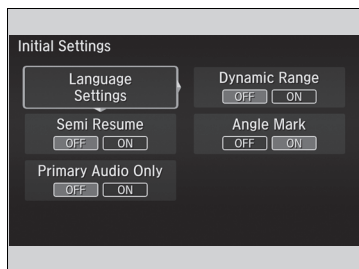 Initial Settings
Language
Settings
Dynamic Range
OFF ON
Semi Resume
OFF ON
Angle Mark
OFF ON
Primary Audio Only
OFF ON